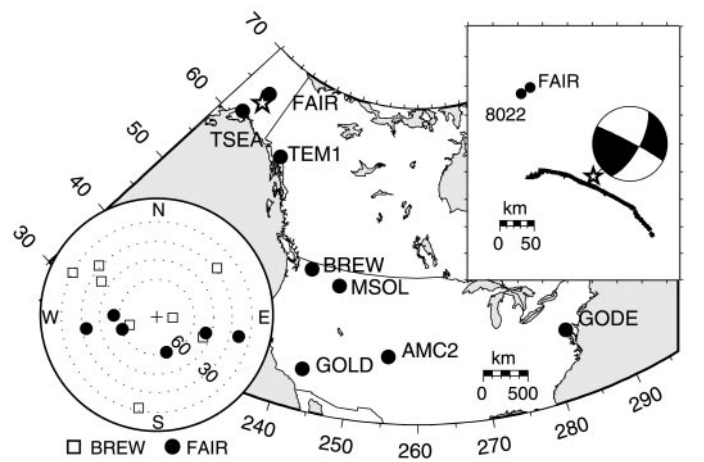 70
60
50
40
30
FAIR
TSEA
TEM1
BREW
MSOL
GODE
GOLD
AMC2
km
0 500
240
250
260
270
280
290
FAIR
8022
km
0 50
N
W
E
S
60
30
BREW FAIR